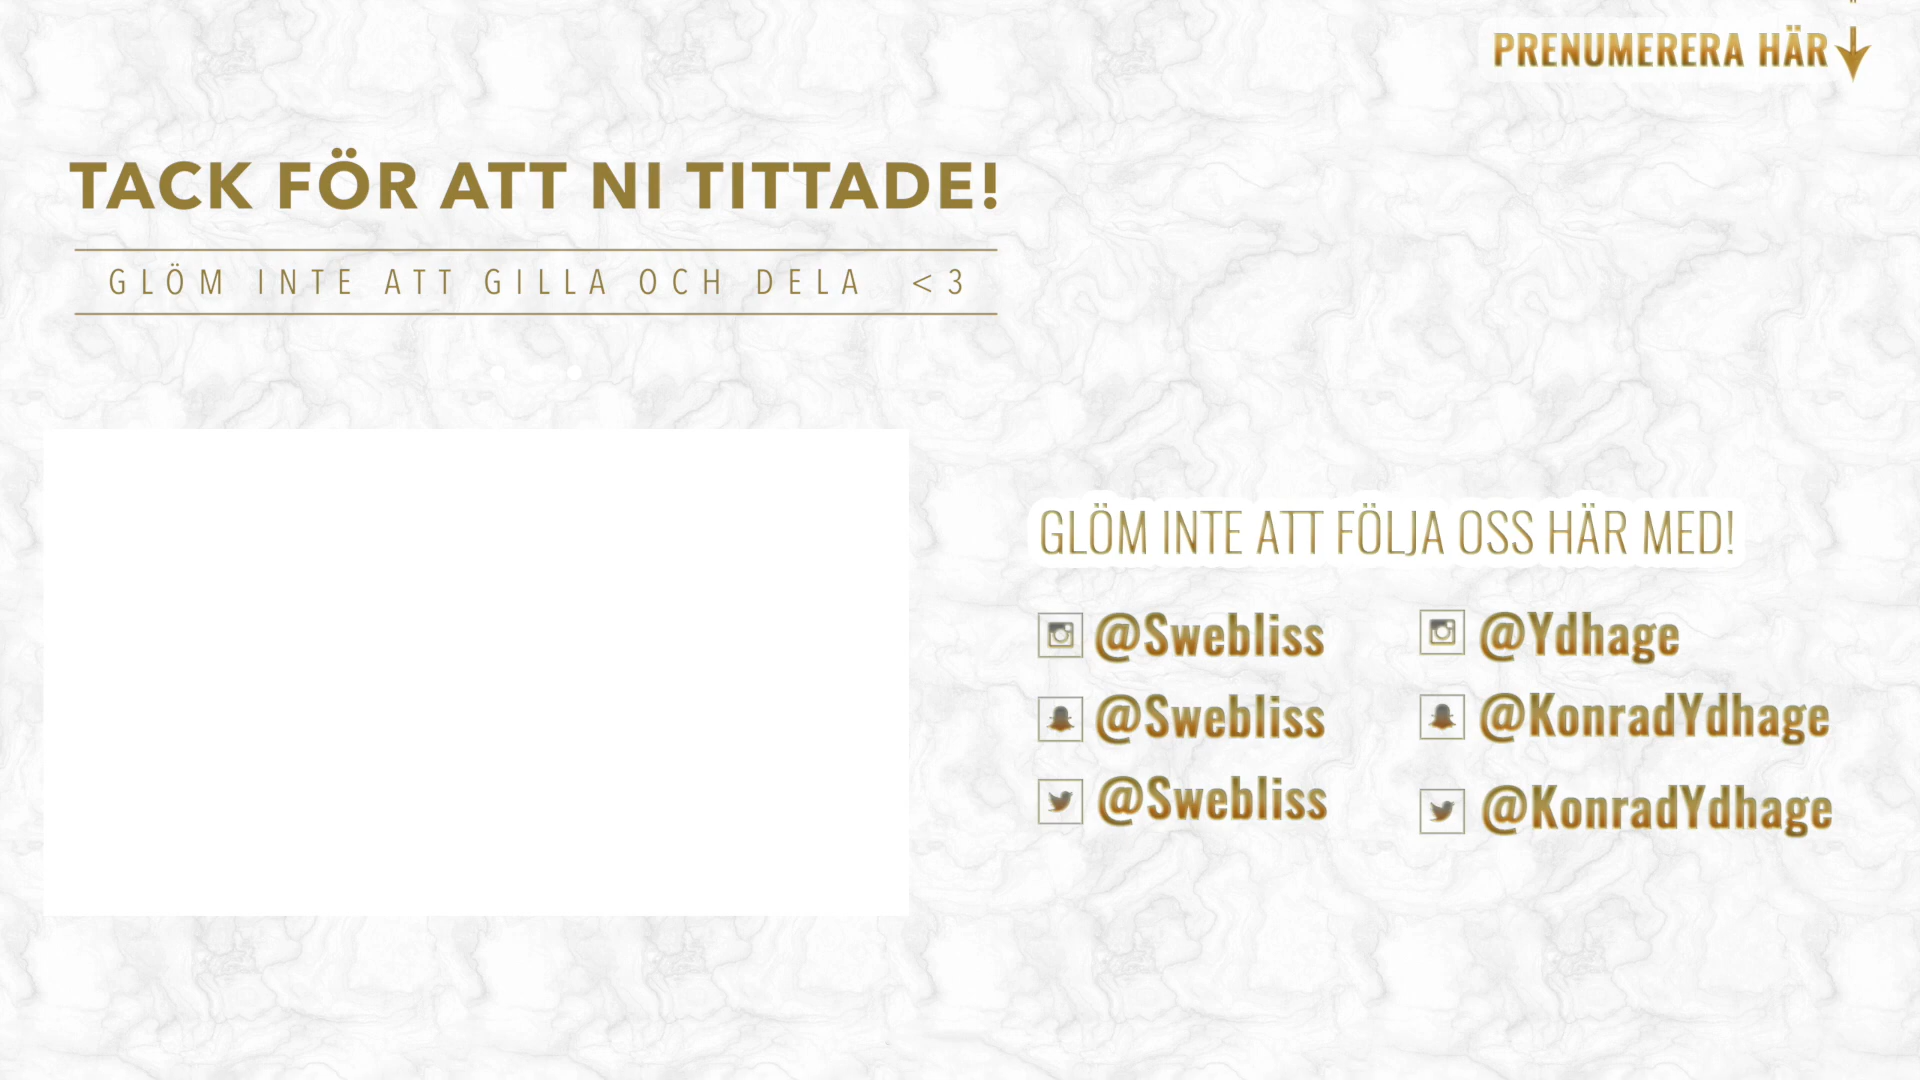 PRENUMERERA HÄR
TACK FÖR ATT NI TITTADE!
GLÖM INTE ATT GILLA OCH DELA <3
GLÖM INTE ATT FÖLJA OSS HÄR MED!
@Swebliss
@Ydhage
@Swebliss
@KonradYdhage
@Swebliss
@KonradYdhage